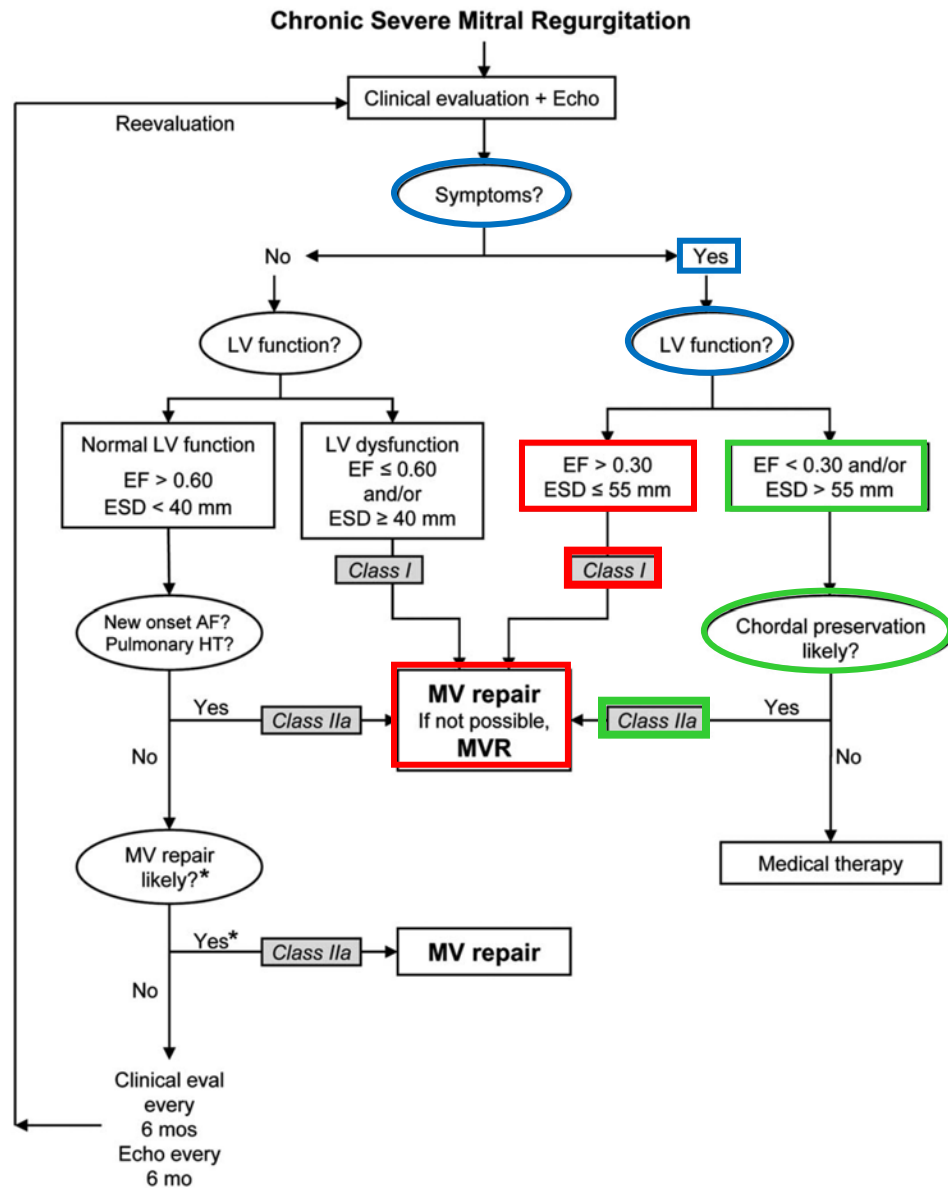 Chronic Severe Mitral Regurgitation
Clinical evaluation + Echo
Reevaluation
Symptoms?
No
Yes
LV function?
LV function?
Normal LV function
EF > 0.60
ESD < 40 mm
LV dysfunction
EF ≤ 0.60
and/or
ESD ≥ 40 mm
EF > 0.30
ESD ≤ 55 mm
EF < 0.30 and/or
ESD > 55 mm
Class I
Class I
New onset AF?
Pulmonary HT?
Chordal preservation
likely?
MV repair
If not possible,
MVR
Yes
Class IIa
Class IIa
Yes
No
No
MV repair
likely?*
Medical therapy
Yes*
Class IIa
MV repair
No
Clinical eval
every
6 mos
Echo every
6 mo